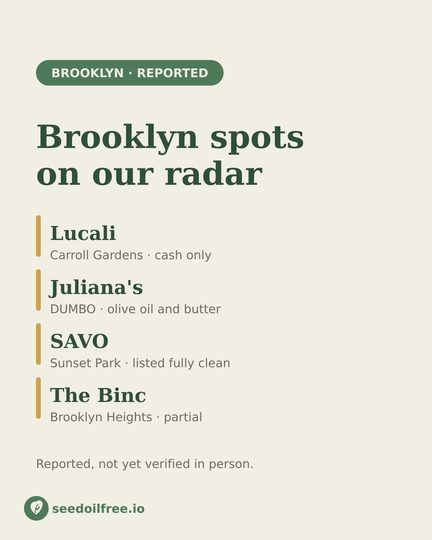 BROOKLYN · REPORTED
Brooklyn spots
on our radar
Lucali
Carroll Gardens · cash only
Juliana's
DUMBO · olive oil and butter
SAVO
Sunset Park · listed fully clean
The Binc
Brooklyn Heights · partial
Reported, not yet verified in person.
seedoilfree.io